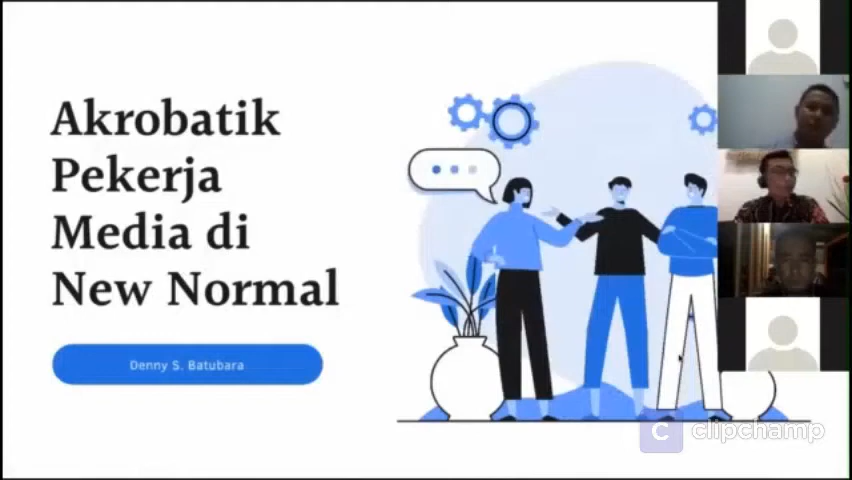 Akrobatik
Pekerja
Media di
New Normal
Denny S. Batubara
C clipchamp